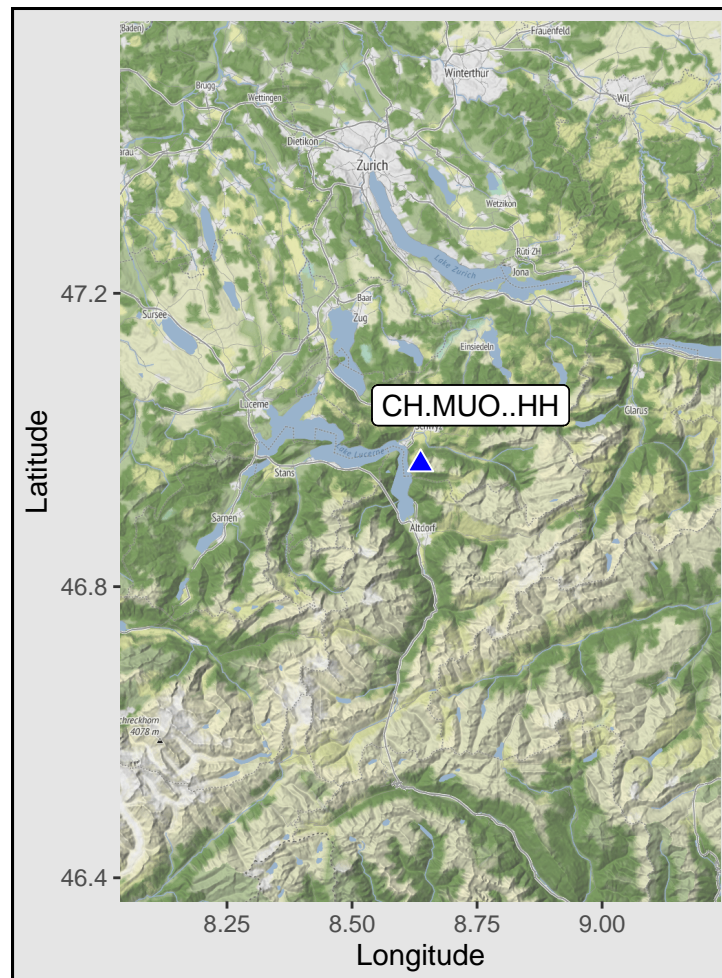 (Baden)
Frauenfeld
Winterthur
Brugg
Wettingen
Wil
arau
Dietikon
Zurich
Wetzikon
Rüti ZH
Lake Zurich
Jona
47.2
Baar
Sursee
Zug
Einsiedeln
CH.MUO..HH
Lucerne
Glarus
Lake Lucerne
Stans
Latitude
Sarnen
Altdorf
46.8
chreckhorn
4078 m
46.4
8.25 8.50 8.75 9.00
Longitude